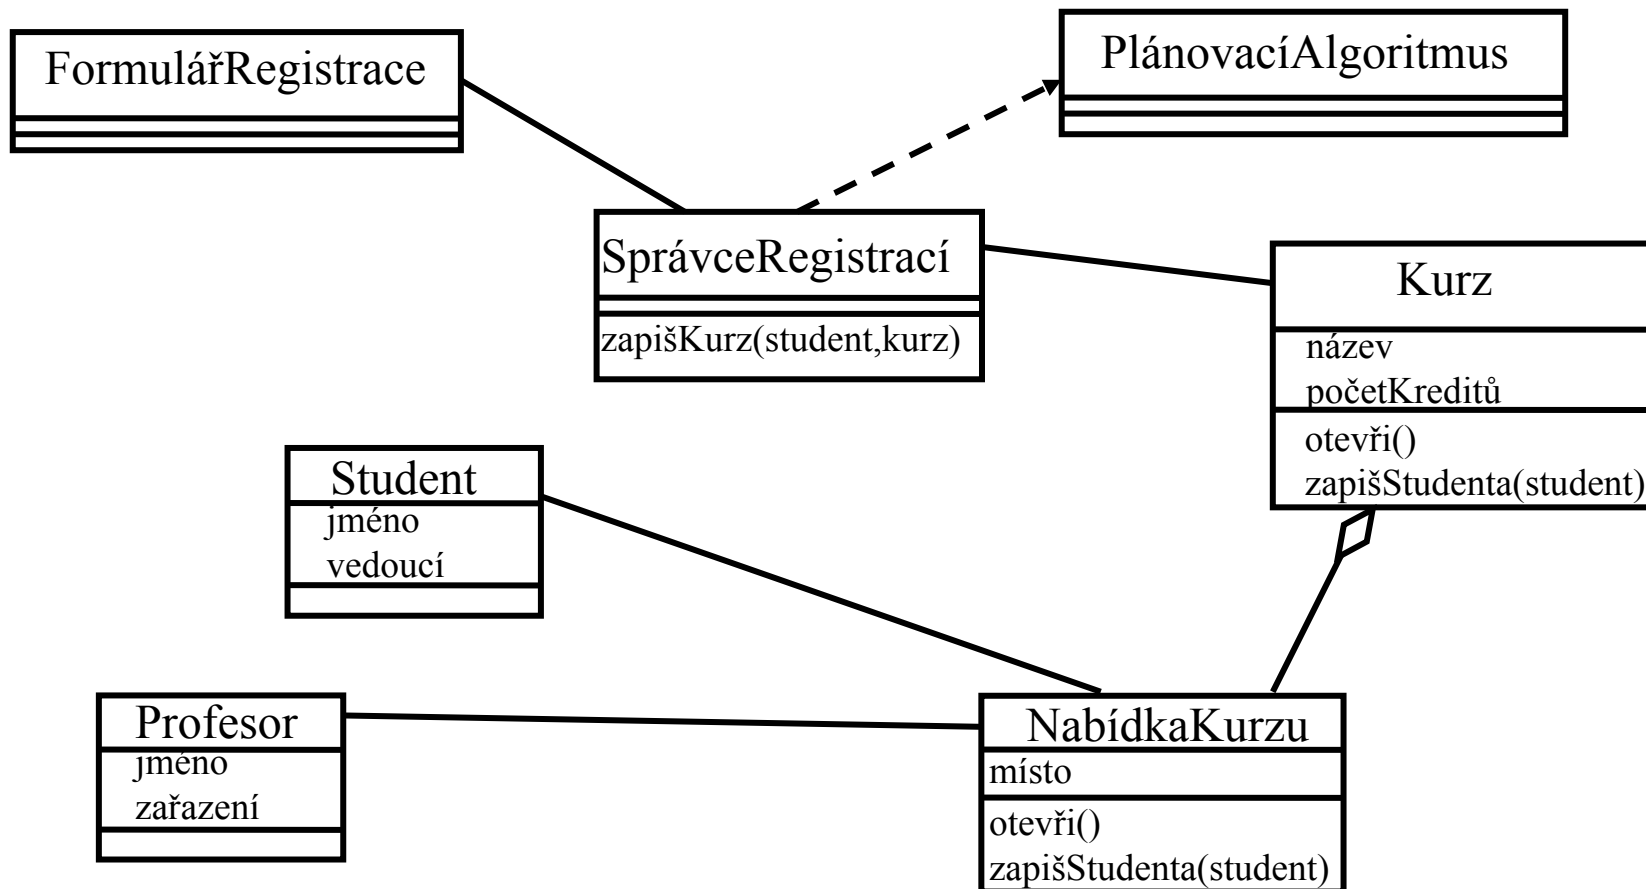 FormulářRegistrace
PlánovacíAlgoritmus
SprávceRegistrací
zapišKurz(student,kurz)
Kurz
název
početKreditů
otevři()
zapišStudenta(student)
Student
jméno
vedoucí
Profesor
jméno
zařazení
NabídkaKurzu
místo
otevři()
zapišStudenta(student)